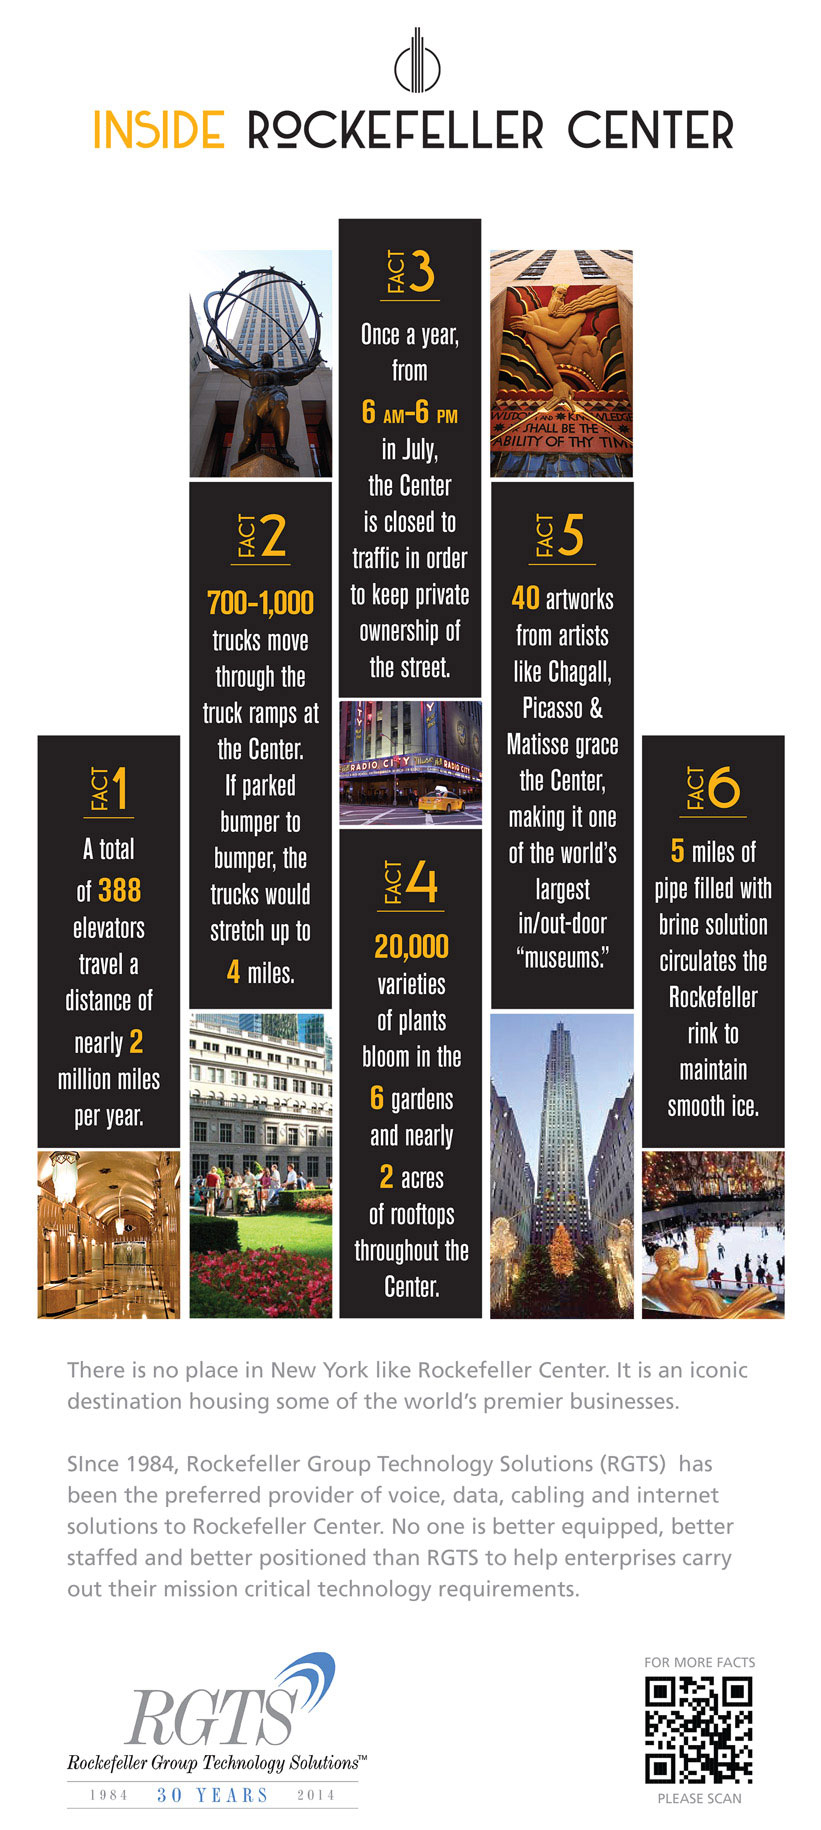 INSIDE ROCKEFELLER CENTER
FACT 1
A total
of 388
elevators
travel a
distance of
nearly 2
million miles
per year.
FACT 2
700-1,000
trucks move
through the
truck ramps at
the Center.
If parked
bumper to
bumper, the
trucks would
stretch up to
4 miles.
FACT 3
Once a year,
from
6 AM-6 PM
in July,
the Center
is closed to
traffic in order
to keep private
ownership of
the street.
RADIO CITY Music Hall RADIO CITY
FACT 4
20,000
varieties
of plants
bloom in the
6 gardens
and nearly
2 acres
of rooftops
throughout the
Center.
WISDOM AND KNOWLEDGE
SHALL BE THE
ABILITY OF THY TIM
FACT 5
40 artworks
from artists
like Chagall,
Picasso &
Matisse grace
the Center,
making it one
of the world's
largest
in/out-door
“museums.”
FACT 6
5 miles of
pipe filled with
brine solution
circulates the
Rockefeller
rink to
maintain
smooth ice.
There is no place in New York like Rockefeller Center. It is an iconic
destination housing some of the world's premier businesses.
SInce 1984, Rockefeller Group Technology Solutions (RGTS) has
been the preferred provider of voice, data, cabling and internet
solutions to Rockefeller Center. No one is better equipped, better
staffed and better positioned than RGTS to help enterprises carry
out their mission critical technology requirements.
RGTS
Rockefeller Group Technology Solutions™
1984 30 YEARS 2014
FOR MORE FACTS
PLEASE SCAN